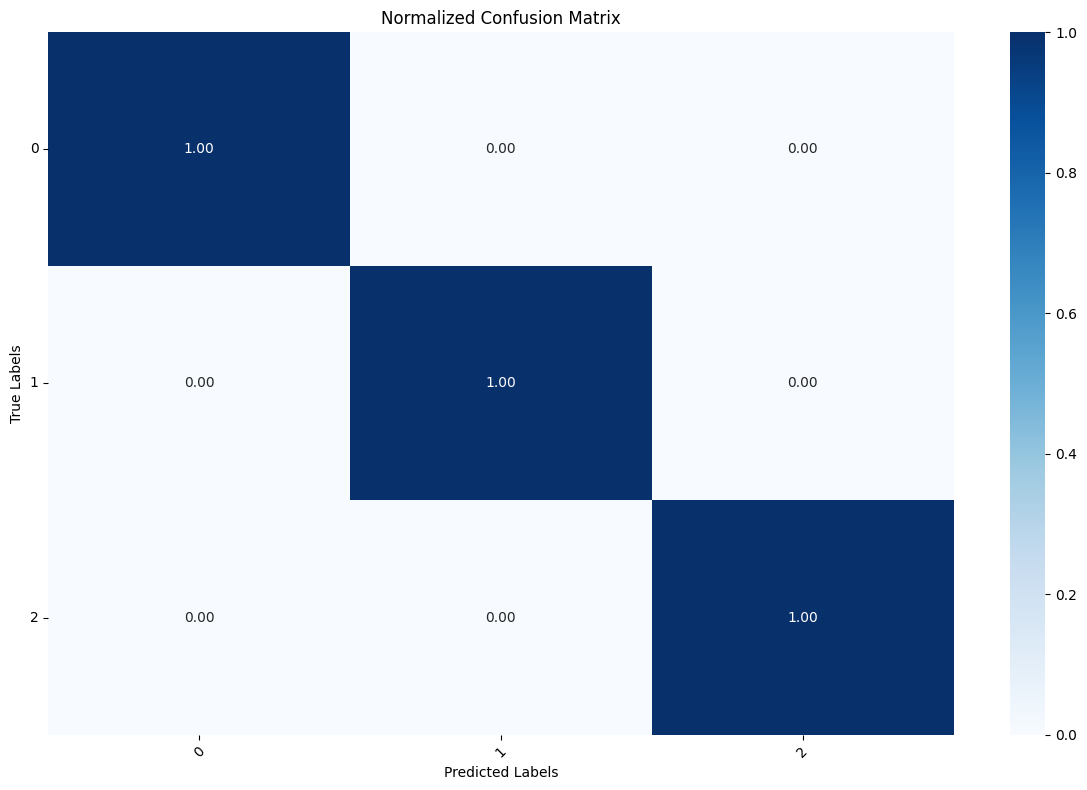 Normalized Confusion Matrix
1.0
0 1.00 0.00 0.00
0.8
0.6
True Labels
1 0.00 1.00 0.00
0.4
0.2
2 0.00 0.00 1.00
0.0
0 1 2
Predicted Labels